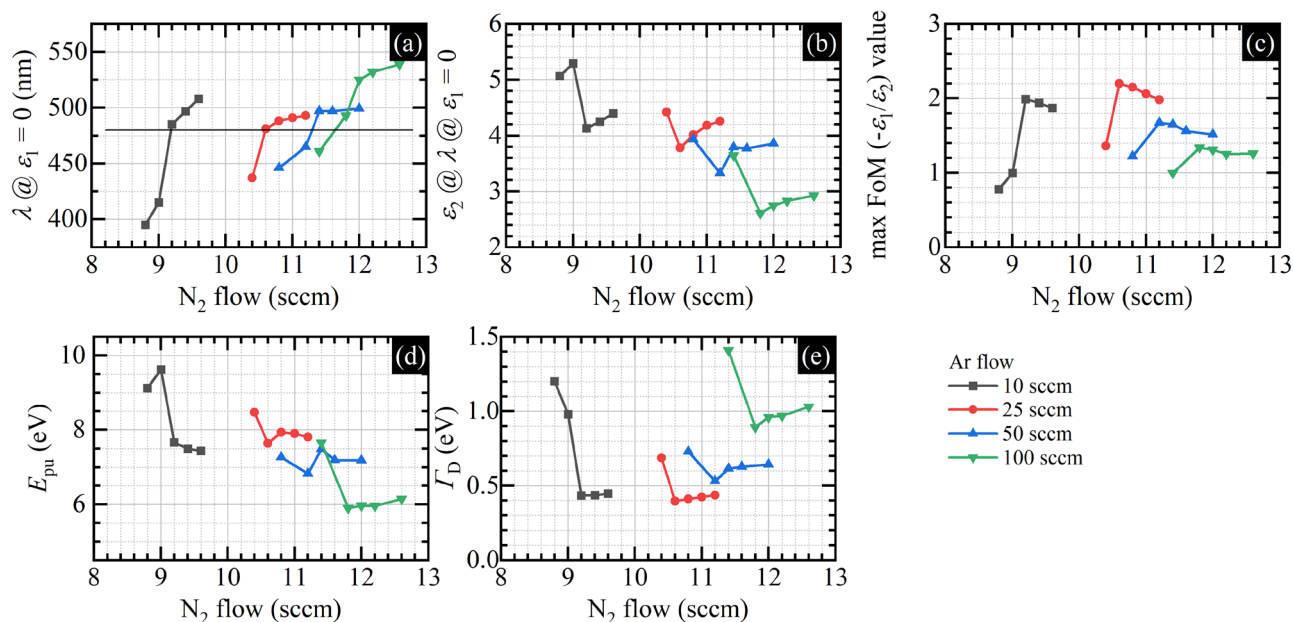 λ @ ε₁ = 0 (nm)
550
500
450
400
(a)
8 9 10 11 12 13
N₂ flow (sccm)
ε₂ @ λ @ ε₁ = 0
6
5
4
3
2
(b)
8 9 10 11 12 13
N₂ flow (sccm)
max FoM (-ε₁/ε₂) value
3
2
1
0
(c)
8 9 10 11 12 13
N₂ flow (sccm)
E_pu (eV)
10
8
6
(d)
8 9 10 11 12 13
N₂ flow (sccm)
Γ_D (eV)
1.5
1.0
0.5
0.0
(e)
8 9 10 11 12 13
N₂ flow (sccm)
Ar flow
10 sccm
25 sccm
50 sccm
100 sccm